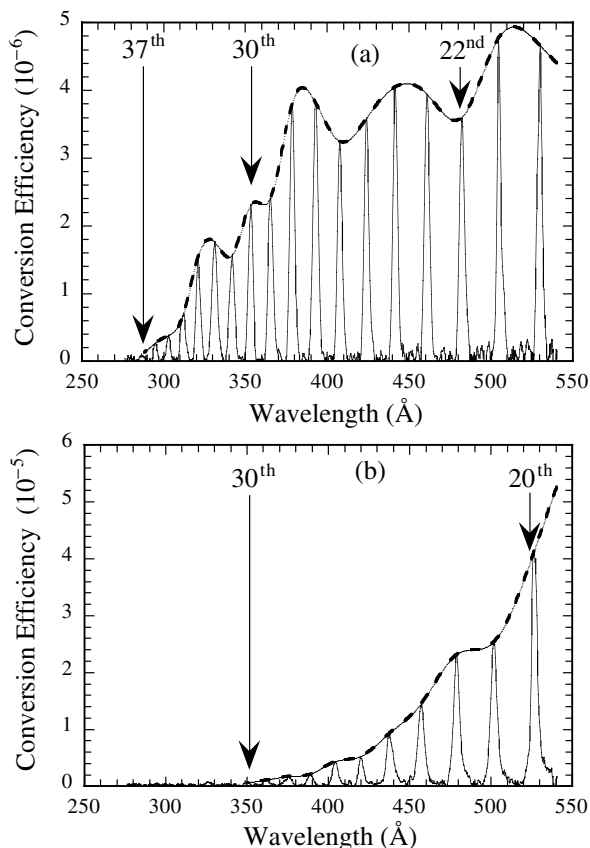 5
4
3
2
1
0
Conversion Efficiency (10⁻⁶)
37ᵗʰ 30ᵗʰ (a) 22ⁿᵈ
250 300 350 400 450 500 550
Wavelength (Å)
6
5
4
3
2
1
0
Conversion Efficiency (10⁻⁵)
30ᵗʰ (b) 20ᵗʰ
250 300 350 400 450 500 550
Wavelength (Å)